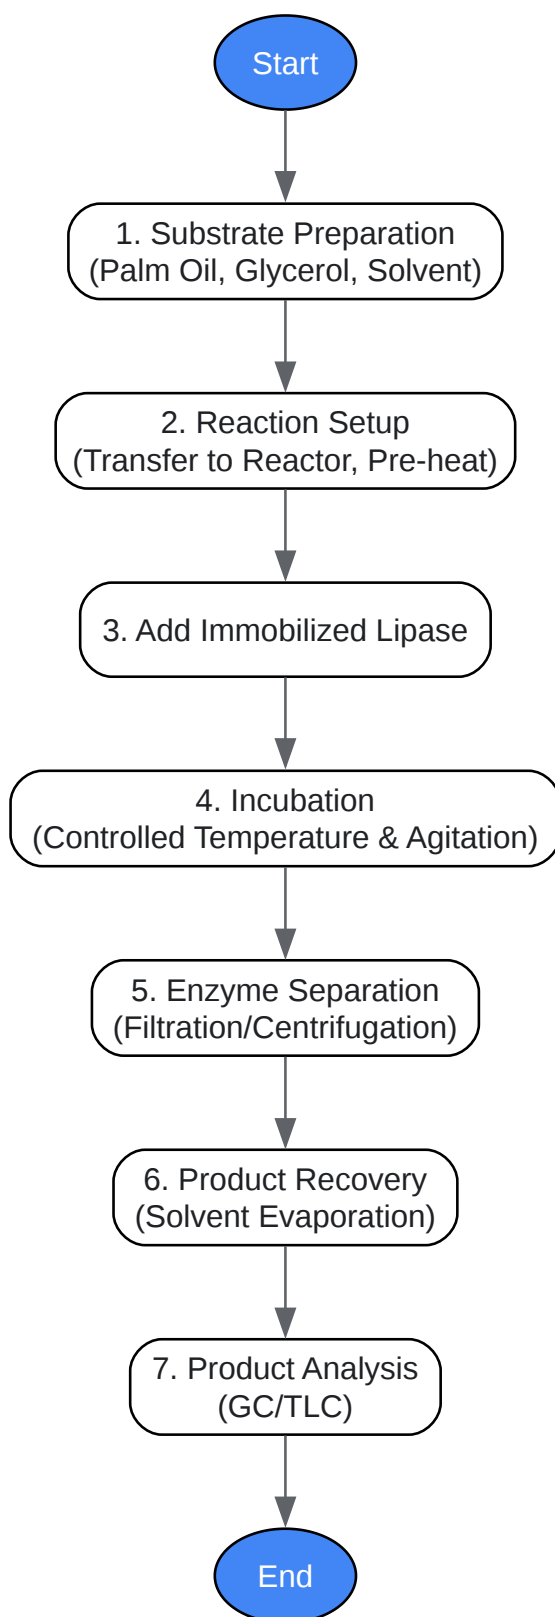 Start
1. Substrate Preparation
(Palm Oil, Glycerol, Solvent)
2. Reaction Setup
(Transfer to Reactor, Pre-heat)
3. Add Immobilized Lipase
4. Incubation
(Controlled Temperature & Agitation)
5. Enzyme Separation
(Filtration/Centrifugation)
6. Product Recovery
(Solvent Evaporation)
7. Product Analysis
(GC/TLC)
End